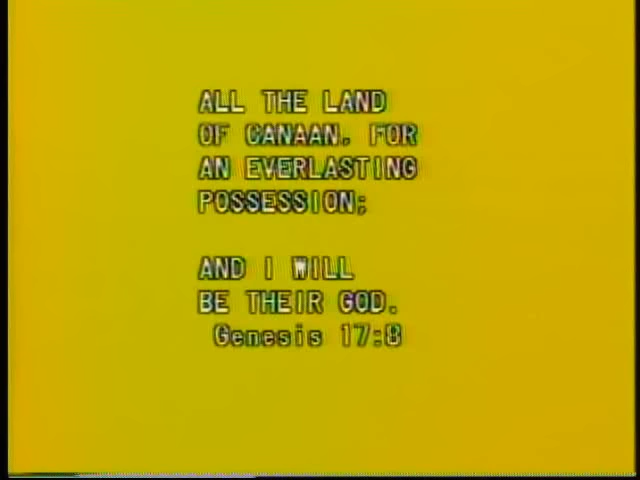 ALL THE LAND
OF CANAAN, FOR
AN EVERLASTING
POSSESSION;
AND I WILL
BE THEIR GOD.
Genesis 17:8